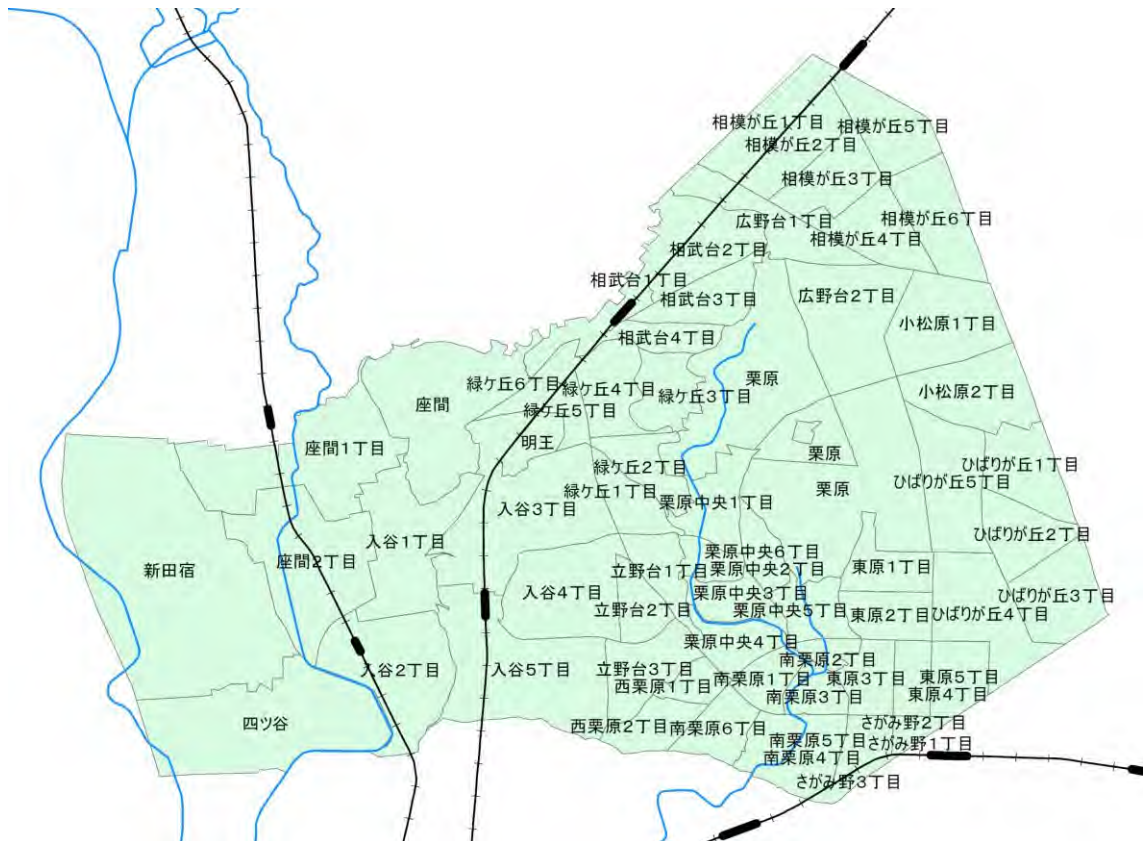 相模が丘1丁目
相模が丘5丁目
相模が丘2丁目
相模が丘3丁目
広野台1丁目
相模が丘6丁目
相模が丘4丁目
相武台2丁目
相武台1丁目
相武台3丁目
広野台2丁目
小松原1丁目
相武台4丁目
緑ケ丘6丁目
緑ケ丘4丁目
緑ケ丘3丁目
栗原
小松原2丁目
座間
緑ケ丘5丁目
座間1丁目
明王
栗原
緑ケ丘2丁目
ひばりが丘1丁目
ひばりが丘5丁目
栗原
緑ケ丘1丁目
栗原中央1丁目
入谷3丁目
ひばりが丘2丁目
入谷1丁目
栗原中央6丁目
座間2丁目
新田宿
立野台1丁目
栗原中央2丁目
東原1丁目
入谷4丁目
栗原中央3丁目
ひばりが丘3丁目
立野台2丁目
栗原中央5丁目
東原2丁目
ひばりが丘4丁目
栗原中央4丁目
南栗原2丁目
入谷2丁目
入谷5丁目
立野台3丁目
南栗原1丁目
東原3丁目
東原5丁目
西栗原1丁目
南栗原3丁目
東原4丁目
四ツ谷
西栗原2丁目
南栗原6丁目
さがみ野2丁目
南栗原5丁目
さがみ野1丁目
南栗原4丁目
さがみ野3丁目